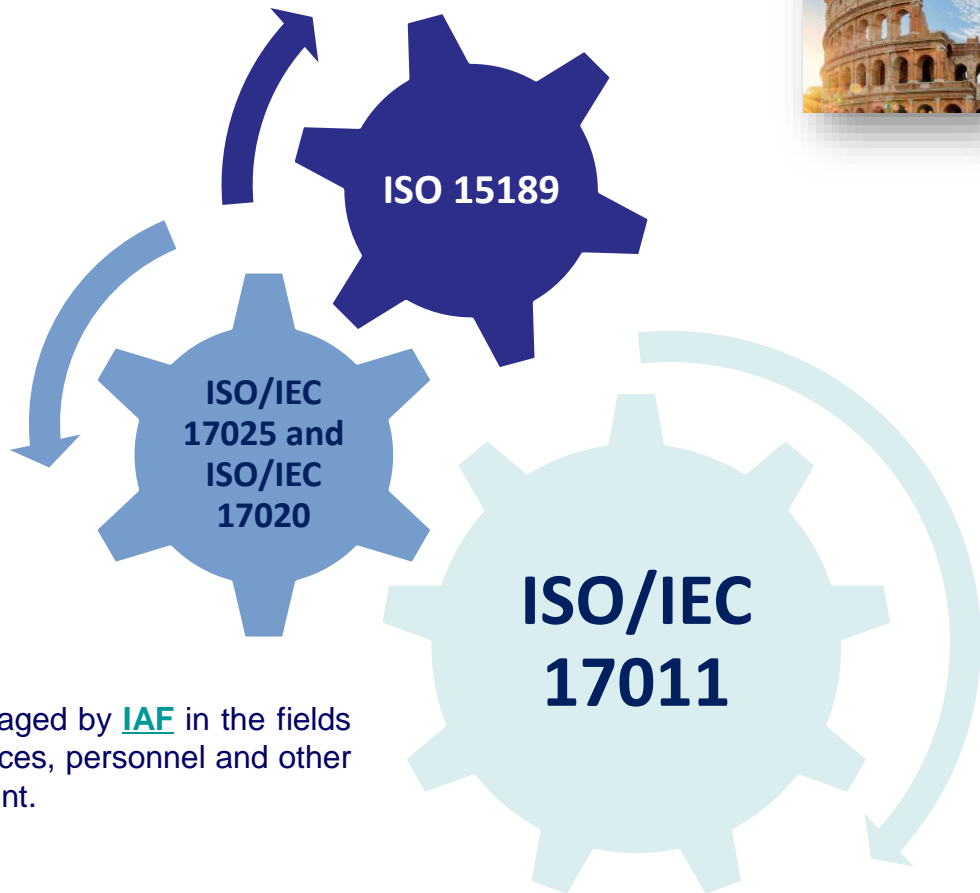 ISO 15189
ISO/IEC
17025 and
ISO/IEC
17020
ISO/IEC
17011
aged by IAF in the fields
ces, personnel and other
nt.